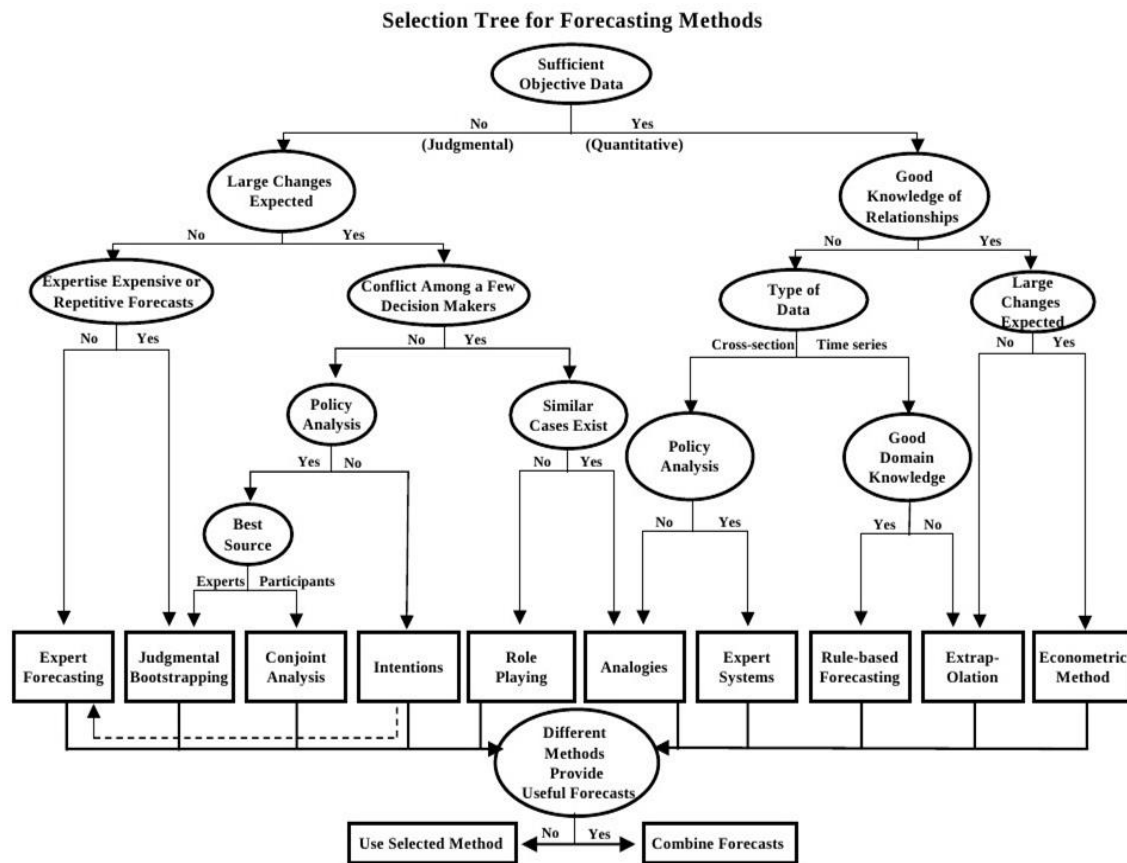 Selection Tree for Forecasting Methods
Sufficient
Objective Data
No Yes
(Judgmental) (Quantitative)
Large Changes
Expected
Good
Knowledge of
Relationships
No Yes
No Yes
Expertise Expensive or
Repetitive Forecasts
Conflict Among a Few
Decision Makers
Type of
Data
Large
Changes
Expected
No Yes
No Yes
Cross-section Time series
No Yes
Policy
Analysis
Similar
Cases Exist
Policy
Analysis
Good
Domain
Knowledge
Yes No
No Yes
No Yes
Yes No
Best
Source
Experts Participants
Expert
Forecasting
Judgmental
Bootstrapping
Conjoint
Analysis
Intentions
Role
Playing
Analogies
Expert
Systems
Rule-based
Forecasting
Extrap-
Olation
Econometric
Method
Different
Methods
Provide
Useful Forecasts
No Yes
Use Selected Method
Combine Forecasts